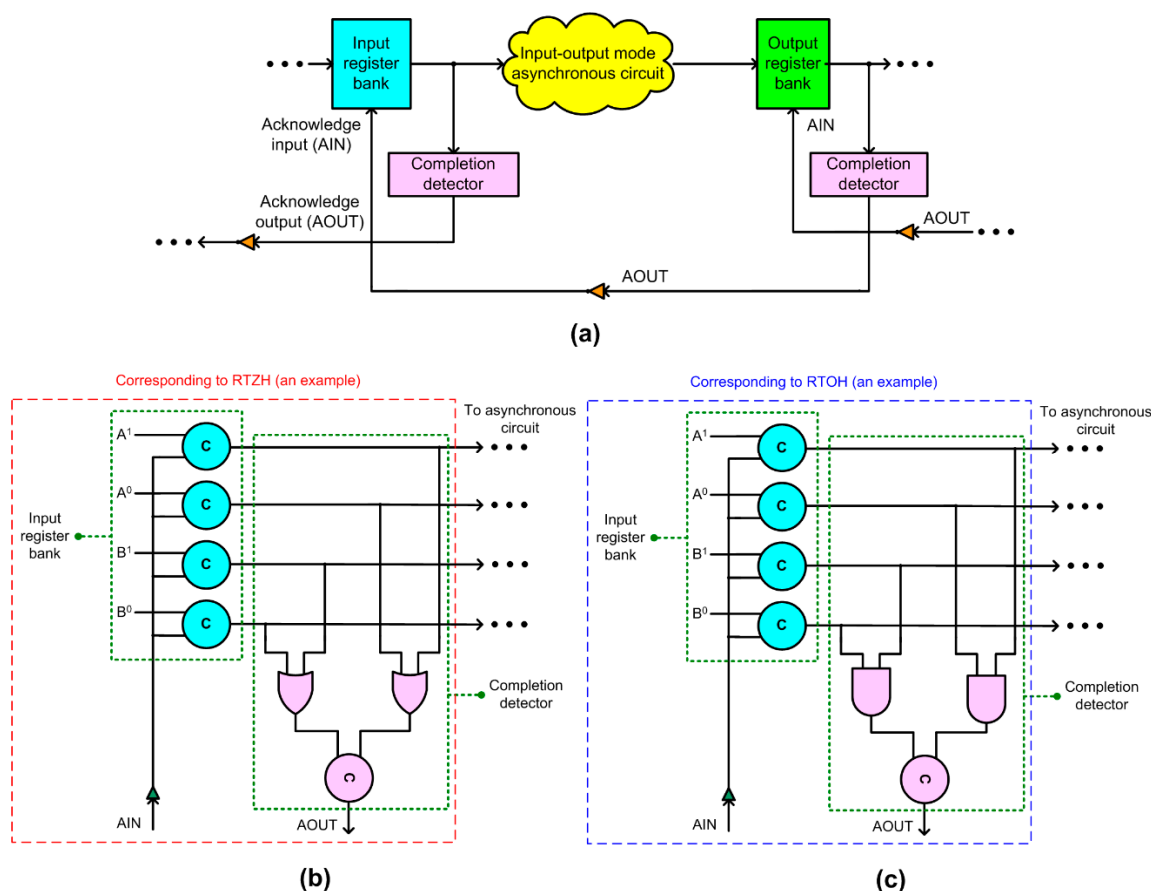 Input
register
bank
Input-output mode
asynchronous circuit
Output
register
bank
Acknowledge
input (AIN)
AIN
Completion
detector
Completion
detector
Acknowledge
output (AOUT)
AOUT
AOUT
(a)
Corresponding to RTZH (an example)
To asynchronous
circuit
A¹
C
A⁰
C
Input
register
bank
B¹
C
B⁰
C
Completion
detector
C
AIN
AOUT
(b)
Corresponding to RTOH (an example)
To asynchronous
circuit
A¹
C
A⁰
C
Input
register
bank
B¹
C
B⁰
C
Completion
detector
C
AIN
AOUT
(c)